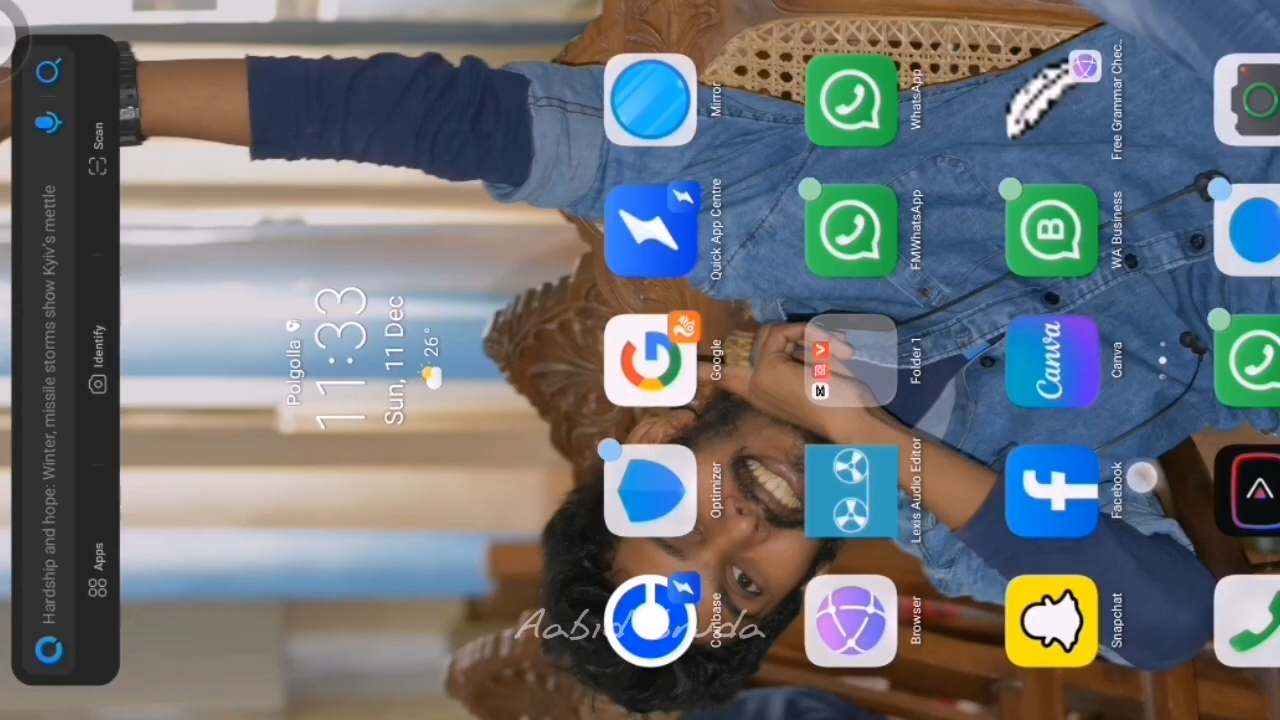 Hardship and hope: Winter, missile storms show Kyiv's mettle
Apps
Identify
Scan
Polgolla
11:33
Sun, 11 Dec
26°
Optimizer
Google
Quick App Centre
Mirror
Browser
Lexis Audio Editor
Folder 1
FMWhatsApp
WhatsApp
Snapchat
Facebook
Canva
Canva
WA Business
B
Free Grammar Chec..